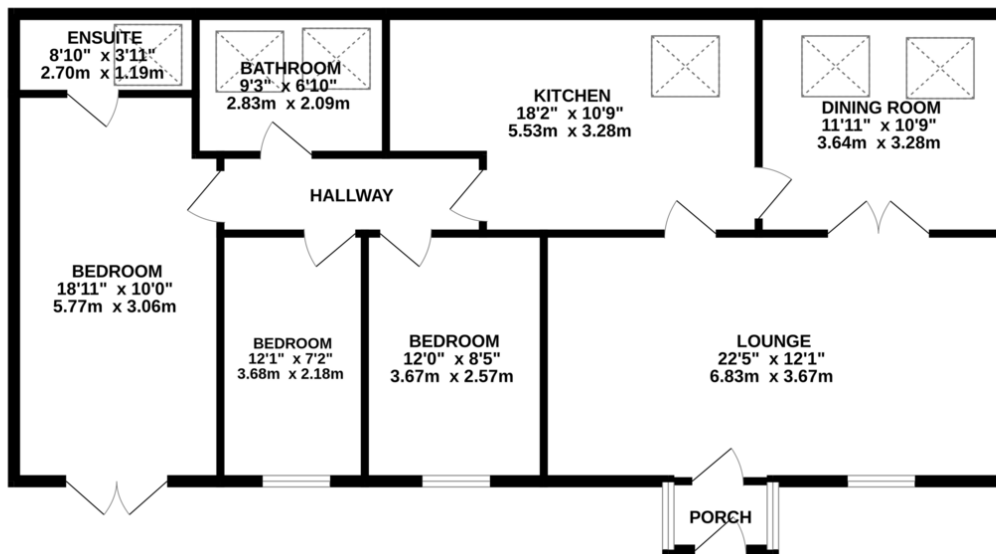 ENSUITE
8'10" x 3'11"
2.70m x 1.19m
BATHROOM
9'3" x 6'10"
2.83m x 2.09m
KITCHEN
18'2" x 10'9"
5.53m x 3.28m
DINING ROOM
11'11" x 10'9"
3.64m x 3.28m
HALLWAY
BEDROOM
18'11" x 10'0"
5.77m x 3.06m
BEDROOM
12'1" x 7'2"
3.68m x 2.18m
BEDROOM
12'0" x 8'5"
3.67m x 2.57m
LOUNGE
22'5" x 12'1"
6.83m x 3.67m
PORCH